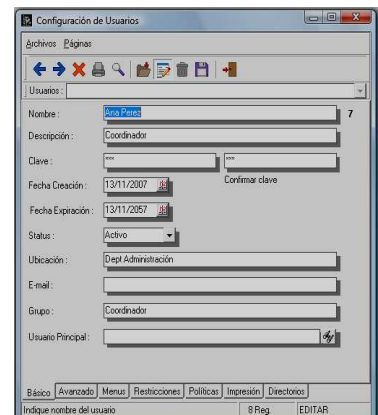 Configuración de Usuarios
Archivos Páginas
Usuarios :
Nombre : Ana Perez 7
Descripción : Coordinador
Clave : *** ***
Confirmar clave
Fecha Creación : 13/11/2007
Fecha Expiración : 13/11/2057
Status : Activo
Ubicación : Dept Administración
E-mail :
Grupo : Coordinador
Usuario Principal :
Básico Avanzado Menus Restricciones Políticas Impresión Directorios
Indique nombre del usuario 8 Reg. EDITAR